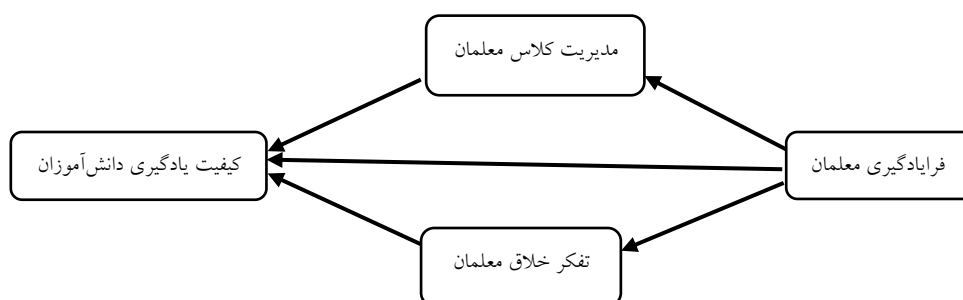 مدیریت کلاس معلمان
فرایادگیری معلمان
کیفیت یادگیری دانش‌آموزان
تفکر خلاق معلمان